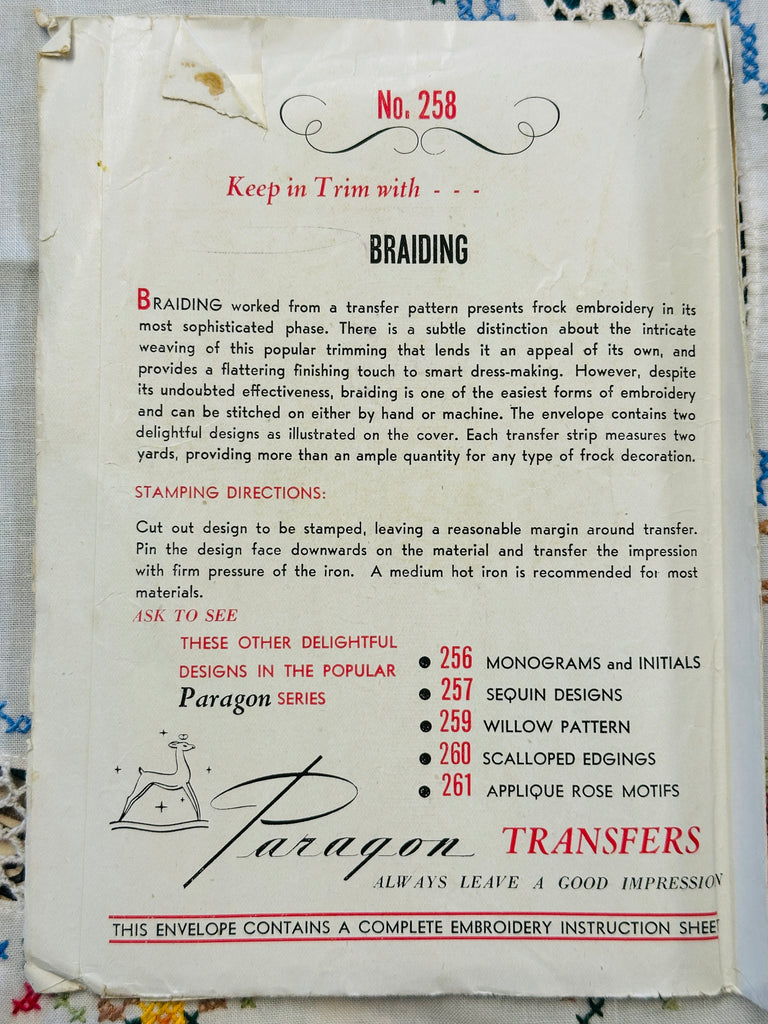 No. 258
Keep in Trim with - - -
BRAIDING
BRAIDING worked from a transfer pattern presents frock embroidery in its
most sophisticated phase. There is a subtle distinction about the intricate
weaving of this popular trimming that lends it an appeal of its own, and
provides a flattering finishing touch to smart dress-making. However, despite
its undoubted effectiveness, braiding is one of the easiest forms of embroidery
and can be stitched on either by hand or machine. The envelope contains two
delightful designs as illustrated on the cover. Each transfer strip measures two
yards, providing more than an ample quantity for any type of frock decoration.
STAMPING DIRECTIONS:
Cut out design to be stamped, leaving a reasonable margin around transfer.
Pin the design face downwards on the material and transfer the impression
with firm pressure of the iron. A medium hot iron is recommended for most
materials.
ASK TO SEE
THESE OTHER DELIGHTFUL
DESIGNS IN THE POPULAR
Paragon SERIES
● 256 MONOGRAMS and INITIALS
● 257 SEQUIN DESIGNS
● 259 WILLOW PATTERN
● 260 SCALLOPED EDGINGS
● 261 APPLIQUE ROSE MOTIFS
Paragon TRANSFERS
ALWAYS LEAVE A GOOD IMPRESSION
THIS ENVELOPE CONTAINS A COMPLETE EMBROIDERY INSTRUCTION SHEET